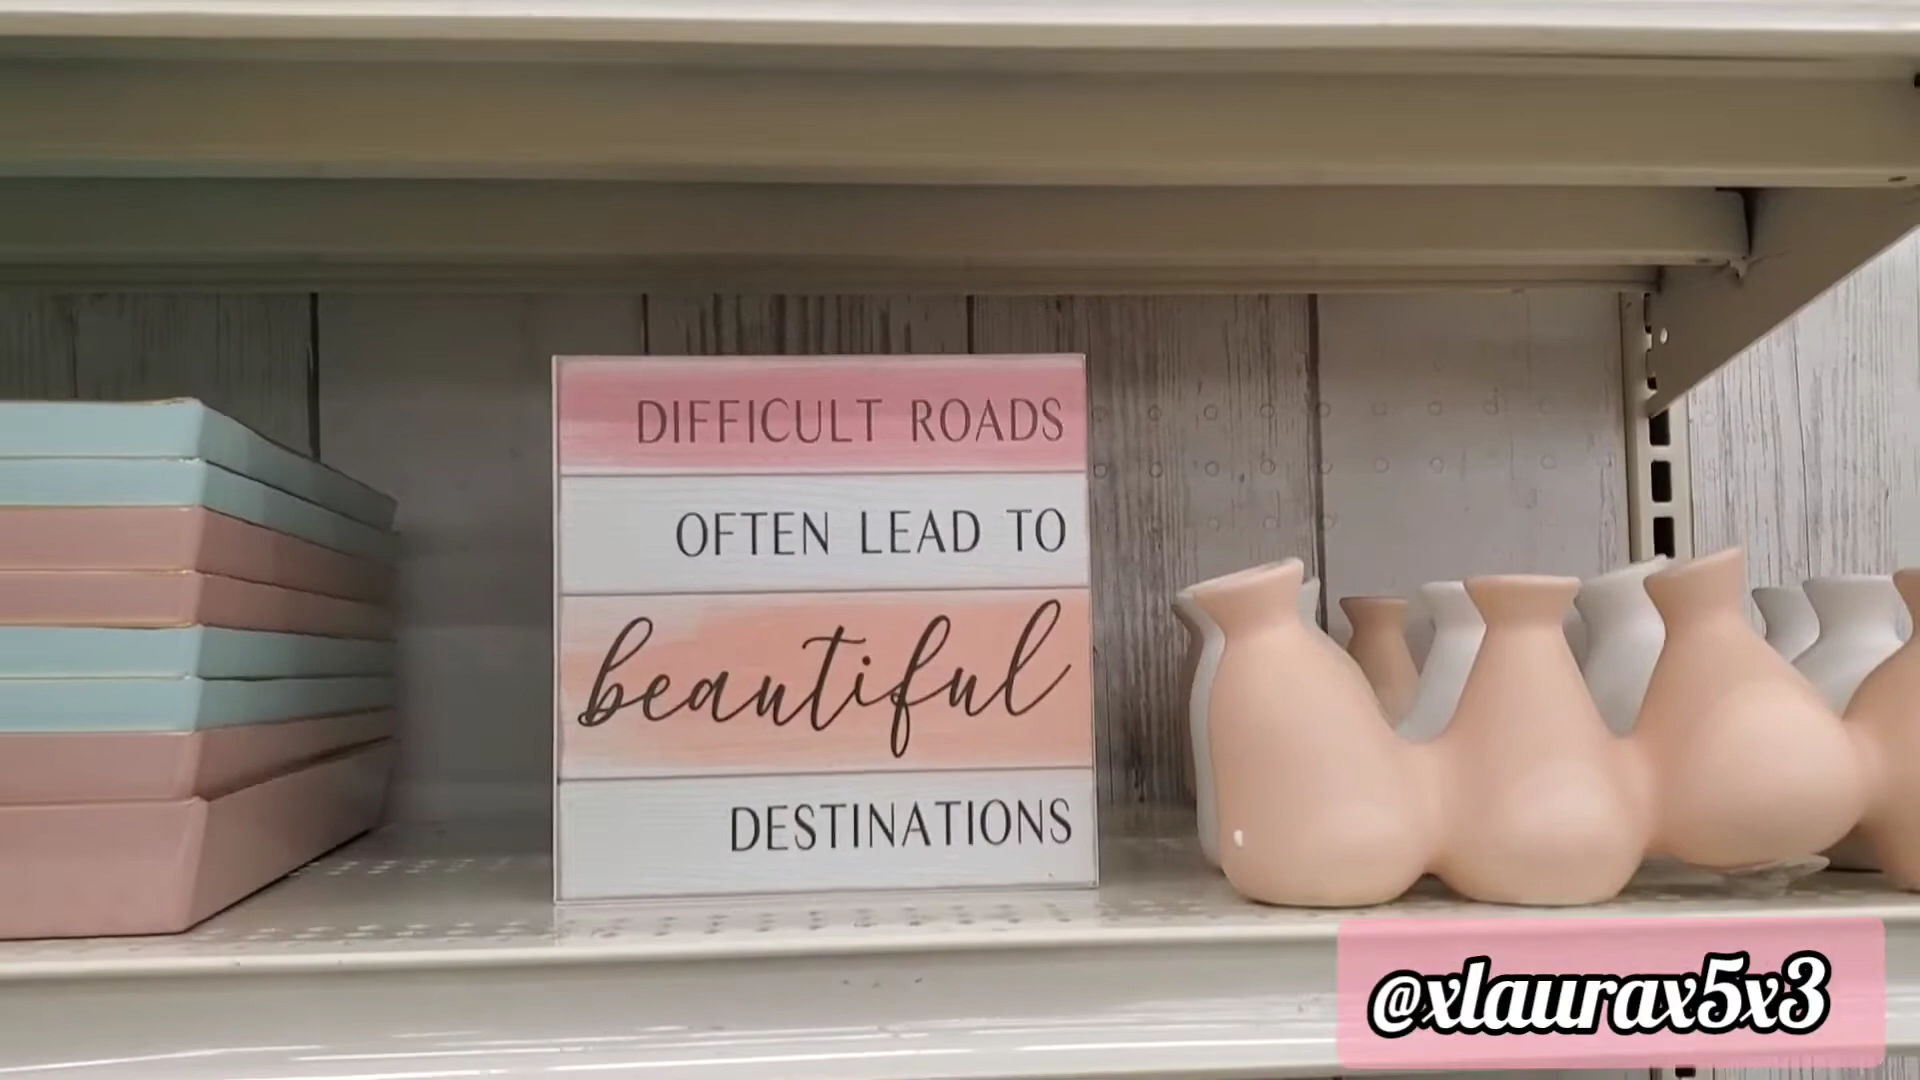 DIFFICULT ROADS
OFTEN LEAD TO
beautiful
DESTINATIONS
@xlaurax5x3